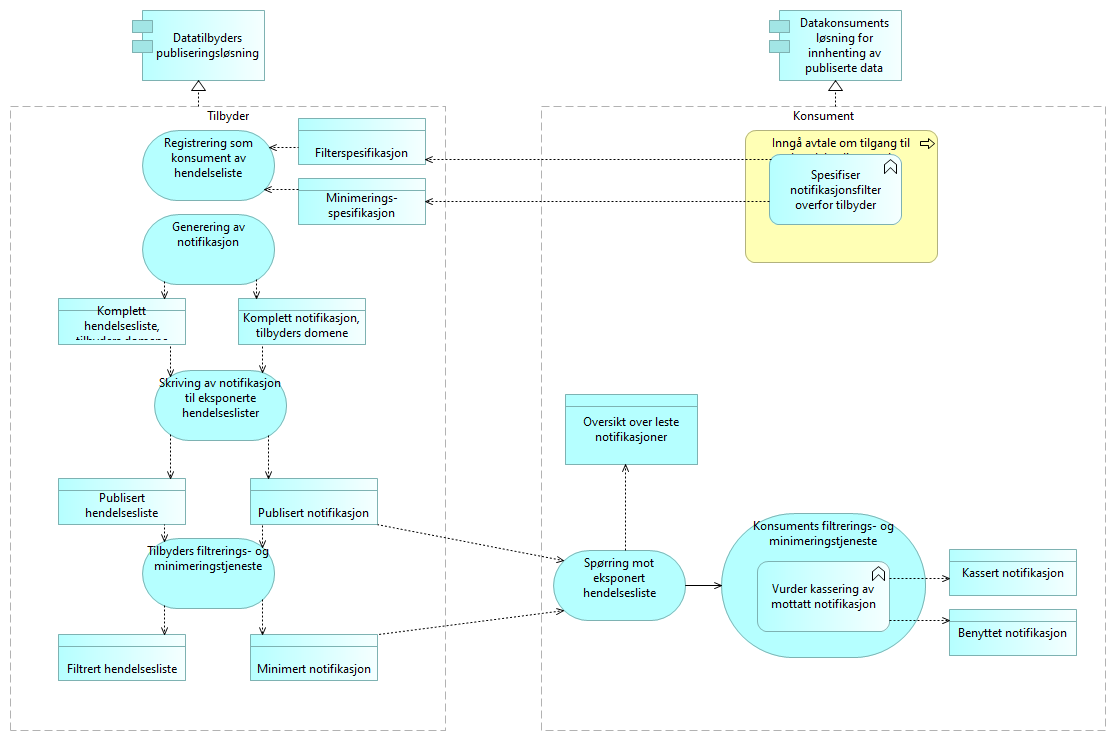 Datatilbyders
publiseringsløsning
Datakonsuments
løsning for
innhenting av
publiserte data
Tilbyder
Registrering som
konsument av
hendelseliste
Filterspesifikasjon
Minimerings-
spesifikasjon
Generering av
notifikasjon
Komplett
hendelsesliste,
tilbyders domene
Komplett notifikasjon,
tilbyders domene
Skriving av notifikasjon
til eksponerte
hendelseslister
Publisert
hendelsesliste
Publisert notifikasjon
Tilbyders filtrerings- og
minimeringstjeneste
Filtrert hendelsesliste
Minimert notifikasjon
Konsument
Inngå avtale om tilgang til
Spesifiser
notifikasjonsfilter
overfor tilbyder
Oversikt over leste
notifikasjoner
Spørring mot
eksponert
hendelsesliste
Konsuments filtrerings- og
minimeringstjeneste
Vurder kassering av
mottatt notifikasjon
Kassert notifikasjon
Benyttet notifikasjon